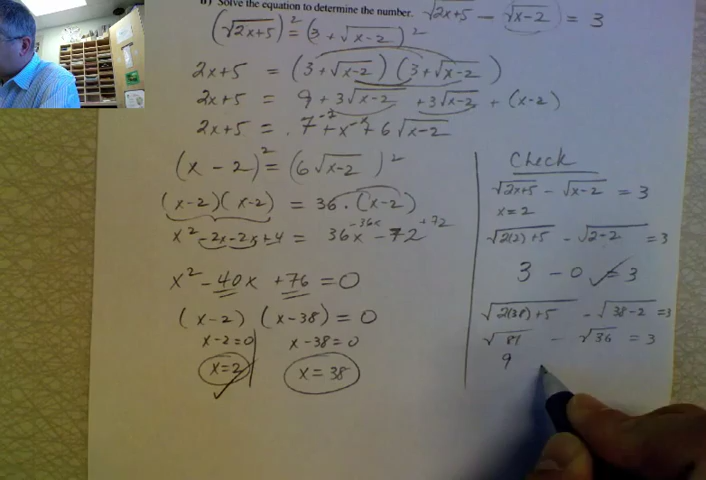 b) Solve the equation to determine the number. √(2x+5) − √(x−2) = 3
(√(2x+5))² = (3 + √(x−2))²
2x+5 = (3+√(x−2))(3+√(x−2))
2x+5 = 9 + 3√(x−2) + 3√(x−2) + (x−2)
2x+5 = 7 + x + 6√(x−2)
(x − 2)² = (6√(x−2))²
(x−2)(x−2) = 36 · (x−2)
x² −2x−2x+4 = 36x − 72
−36x +72
x² −40x +76 = 0
(x−2) (x−38) = 0
x−2=0 x−38=0
x=2 ✓ x=38
Check
√(2x+5) − √(x−2) = 3
x=2
√(2(2)+5) − √(2−2) = 3
3 − 0 = 3 ✓
√(2(38)+5) − √(38−2) = 3
√81 − √36 = 3
9